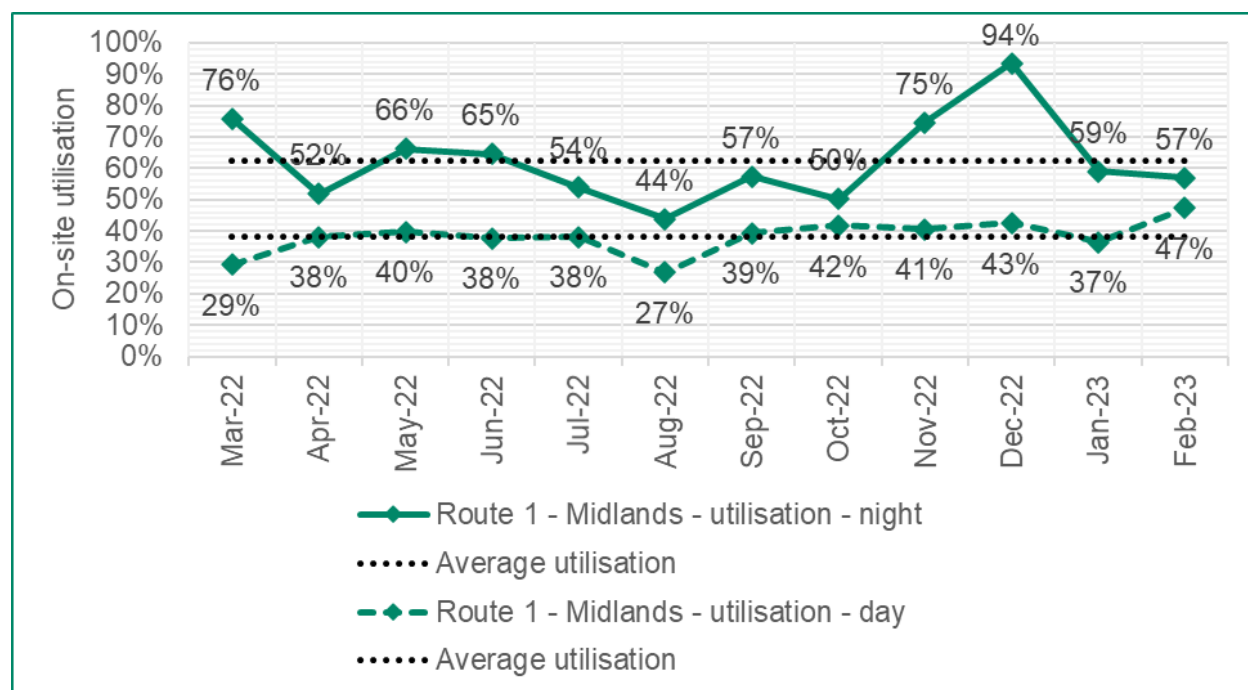 On-site utilisation
100%
90%
80%
70%
60%
50%
40%
30%
20%
10%
0%
76%
52%
66%
65%
54%
44%
57%
50%
75%
94%
59%
57%
29%
38%
40%
38%
38%
27%
39%
42%
41%
43%
37%
47%
Mar-22
Apr-22
May-22
Jun-22
Jul-22
Aug-22
Sep-22
Oct-22
Nov-22
Dec-22
Jan-23
Feb-23
Route 1 - Midlands - utilisation - night
Average utilisation
Route 1 - Midlands - utilisation - day
Average utilisation